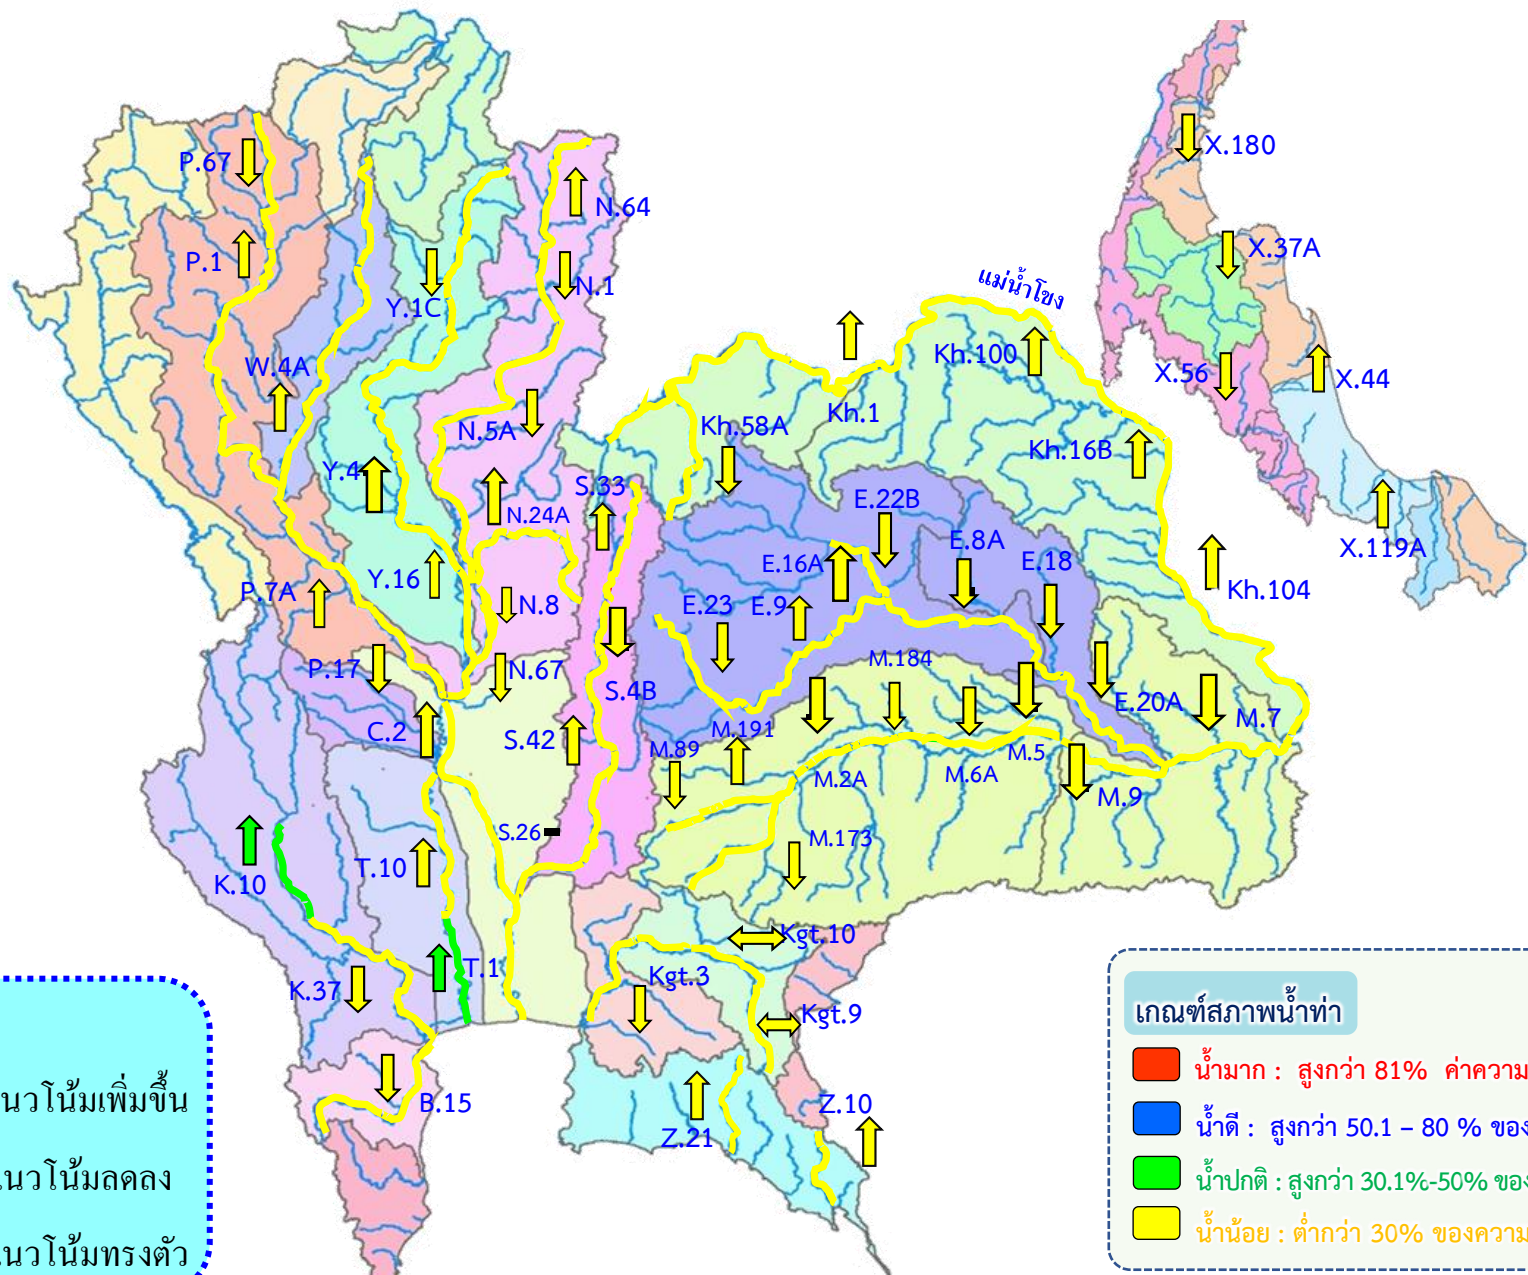 P.67
X.180
N.64
P.1
X.37A
แม่น้ำโขง
N.1
Y.1C
Kh.100
W.4A
X.56
X.44
Kh.1
Kh.58A
N.5A
Kh.16B
Y.4
S.33
E.22B
N.24A
E.8A
X.119A
E.16A
E.18
Y.16
P.7A
Kh.104
N.8
E.23
E.9
M.184
P.17
N.67
S.4B
E.20A
M.7
C.2
S.42
M.191
M.89
M.5
M.2A
M.6A
M.9
S.26
M.173
T.10
K.10
Kgt.10
T.1
Kgt.3
K.37
Kgt.9
B.15
Z.10
Z.21
นวโน้มเพิ่มขึ้น
นวโน้มลดลง
นวโน้มทรงตัว
เกณฑ์สภาพน้ำท่า
น้ำมาก : สูงกว่า 81% ค่าความ
น้ำดี : สูงกว่า 50.1 – 80 % ของ
น้ำปกติ : สูงกว่า 30.1%-50% ของ
น้ำน้อย : ต่ำกว่า 30% ของความ